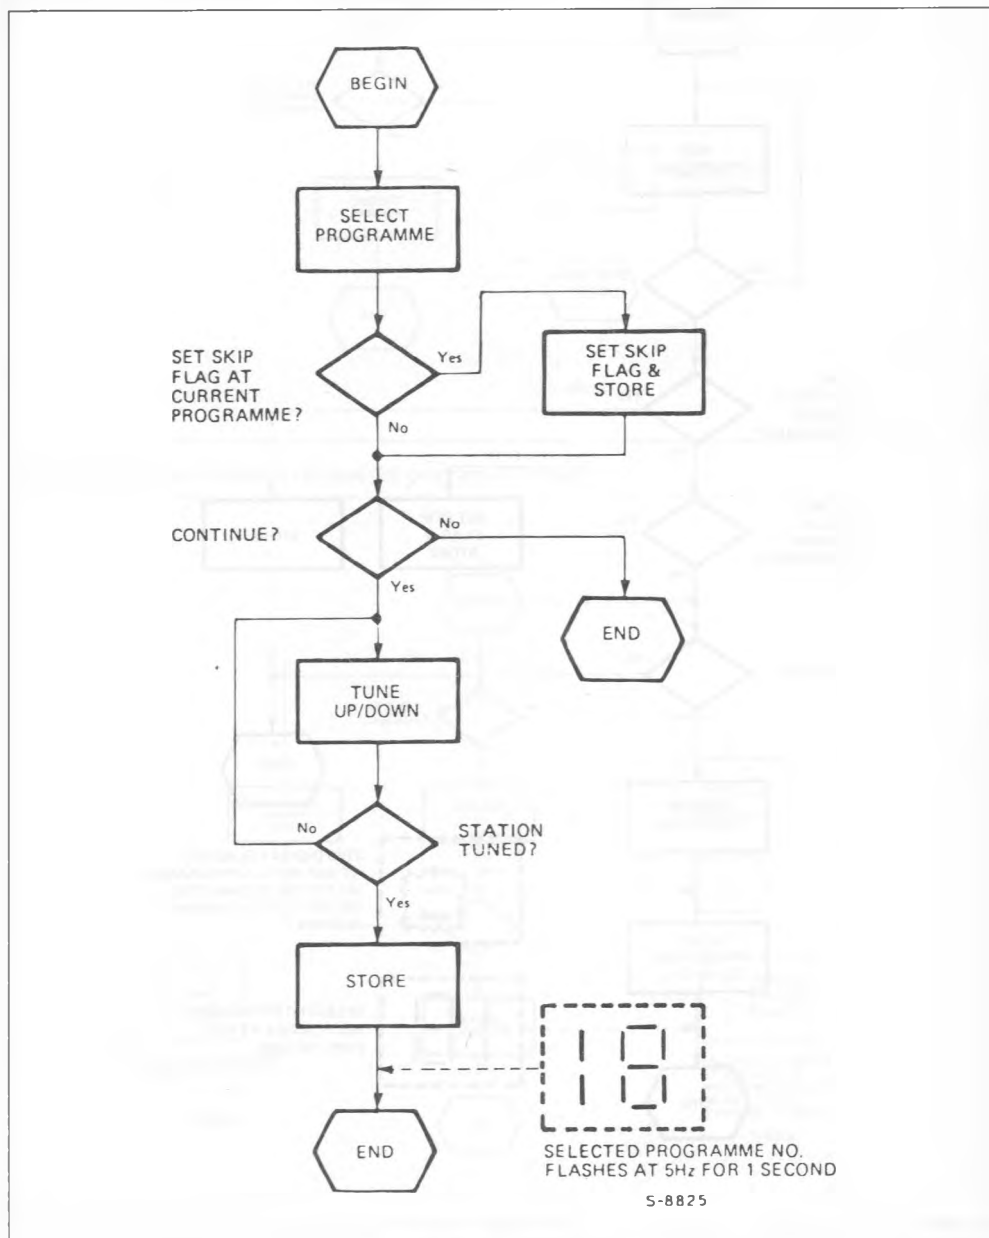 BEGIN
SELECT
PROGRAMME
SET SKIP
FLAG AT
CURRENT
PROGRAMME?
Yes
SET SKIP
FLAG &
STORE
No
CONTINUE?
No
Yes
END
TUNE
UP/DOWN
No
STATION
TUNED?
Yes
STORE
18
END
SELECTED PROGRAMME NO.
FLASHES AT 5Hz FOR 1 SECOND
S-8825